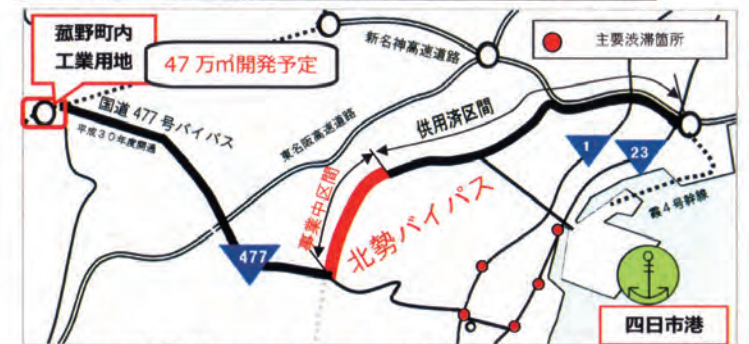 菰野町内
工業用地
47万㎡開発予定
新名神高速道路
主要渋滞箇所
国道477号バイパス
平成30年度開通
東名阪高速道路
供用済区間
1
23
事業中区間
北勢バイパス
霞4号幹線
477
四日市港